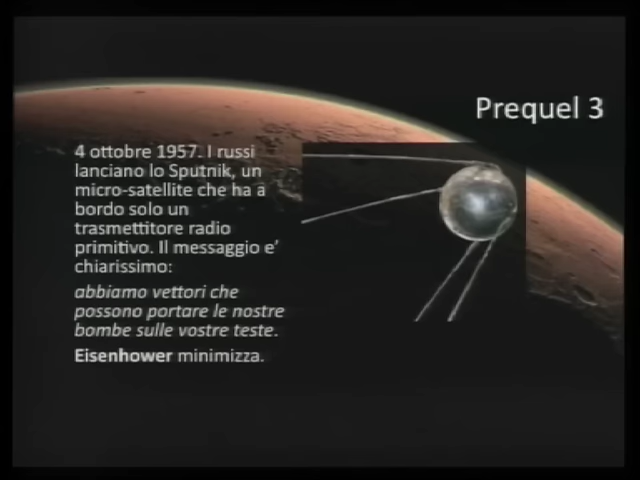 Prequel 3
4 ottobre 1957. I russi
lanciano lo Sputnik, un
micro-satellite che ha a
bordo solo un
trasmettitore radio
primitivo. Il messaggio e'
chiarissimo:
abbiamo vettori che
possono portare le nostre
bombe sulle vostre teste.
Eisenhower minimizza.